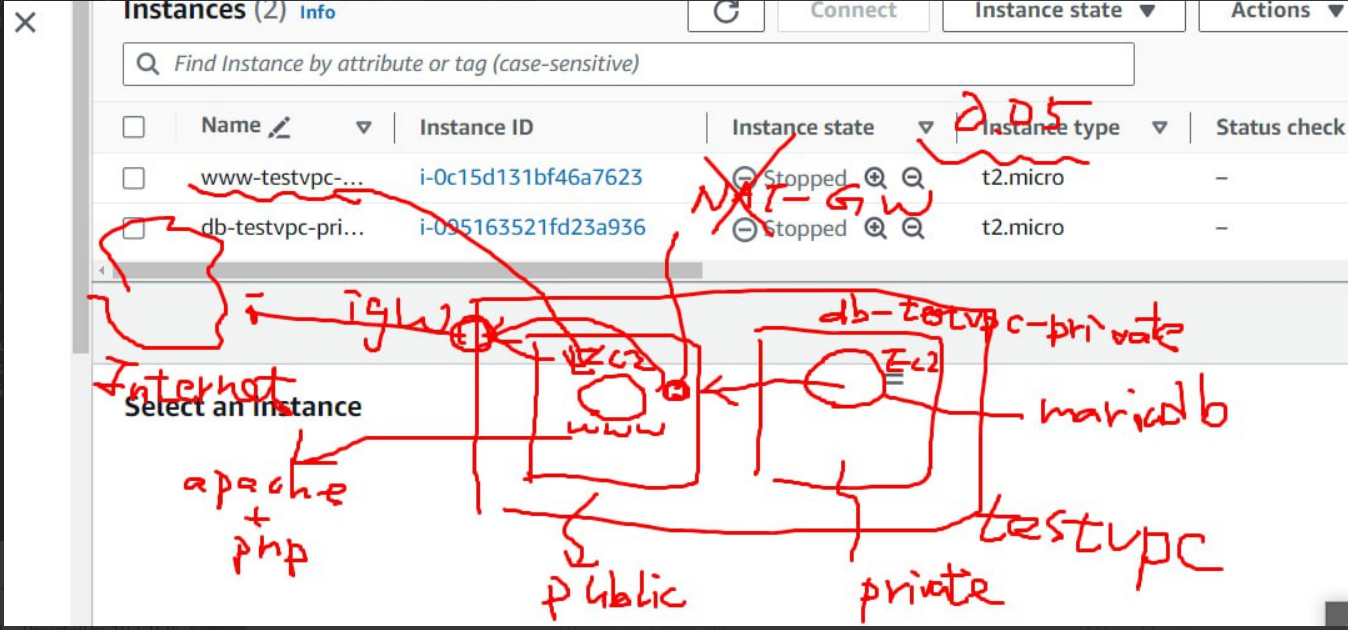 Instances (2) Info
Connect
Instance state
Actions
Find Instance by attribute or tag (case-sensitive)
Name
Instance ID
Instance state
Instance type
Status check
0.05
www-testvpc-...
i-0c15d131bf46a7623
Stopped
t2.micro
–
NAT-GW
db-testvpc-pri...
i-095163521fd23a936
Stopped
t2.micro
–
igw
db-testvpc-private
EC2
EC2
Internet
Select an instance
www
mariadb
apache
+
php
testvpc
public
private